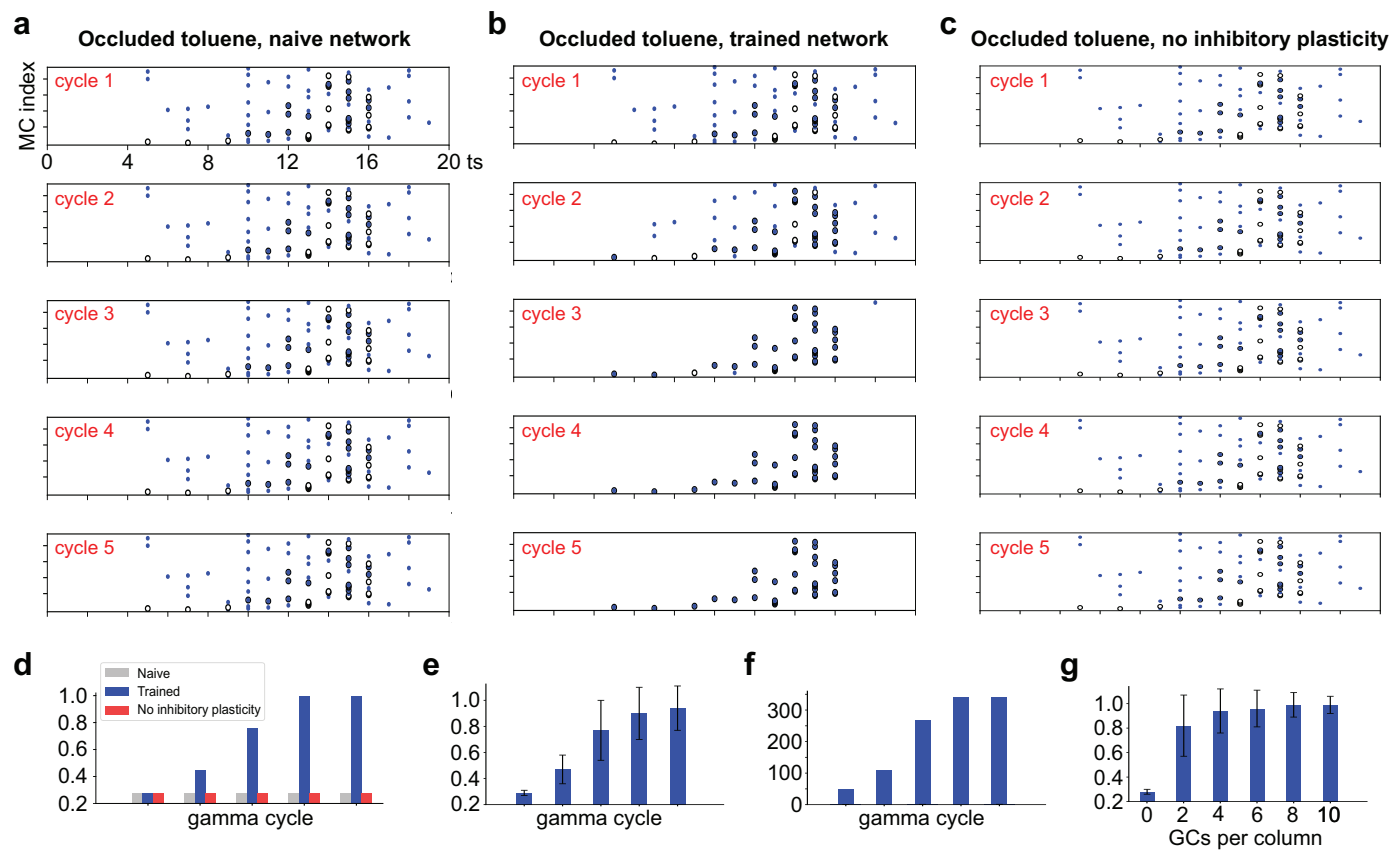 a
Occluded toluene, naive network
b
Occluded toluene, trained network
c
Occluded toluene, no inhibitory plasticity
MC index
cycle 1
0 4 8 12 16 20 ts
cycle 2
cycle 3
cycle 4
cycle 5
cycle 1
cycle 2
cycle 3
cycle 4
cycle 5
cycle 1
cycle 2
cycle 3
cycle 4
cycle 5
d
Naive
Trained
No inhibitory plasticity
1.0
0.8
0.6
0.4
0.2
gamma cycle
e
1.0
0.8
0.6
0.4
0.2
gamma cycle
f
300
200
100
0
gamma cycle
g
1.0
0.8
0.6
0.4
0.2
0 2 4 6 8 10
GCs per column